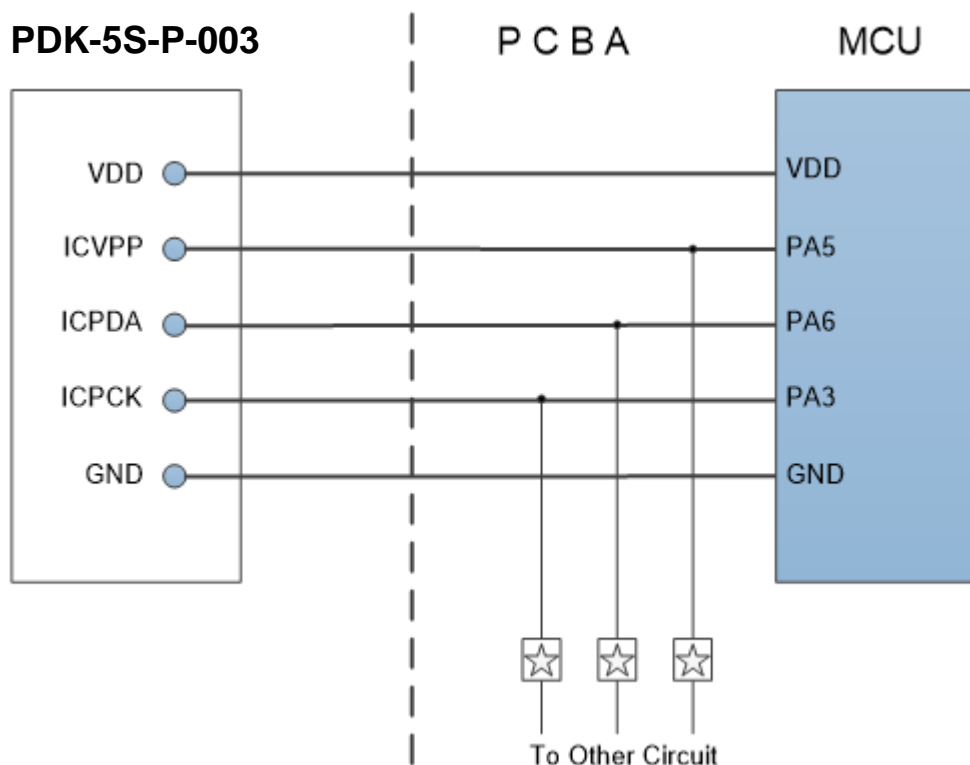 PDK-5S-P-003
P C B A
MCU
VDD
VDD
ICVPP
PA5
ICPDA
PA6
ICPCK
PA3
GND
GND
To Other Circuit